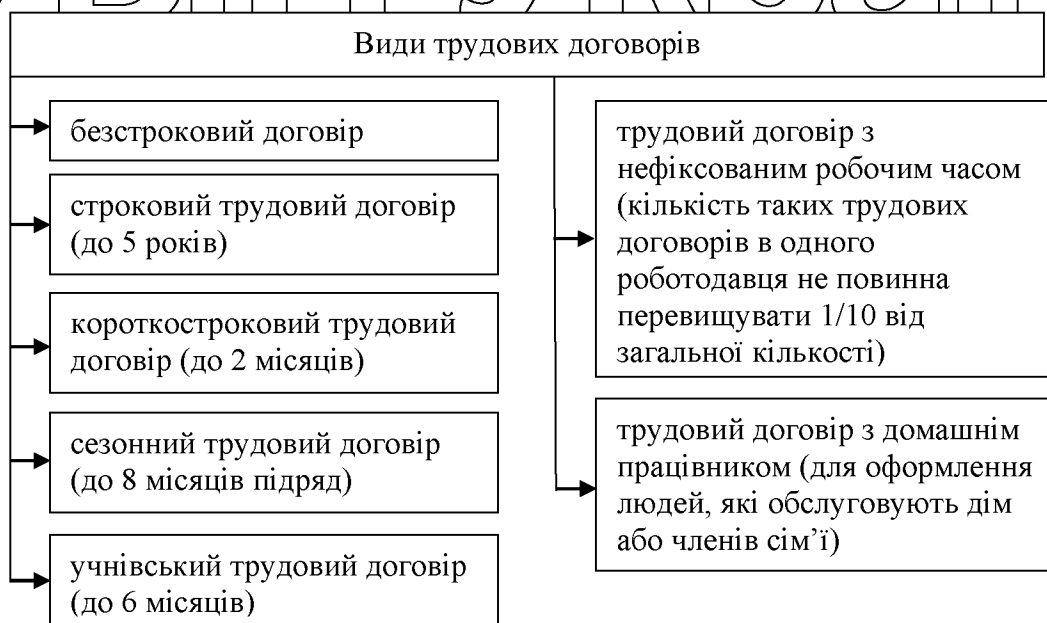 Види трудових договорів
безстроковий договір
строковий трудовий договір
(до 5 років)
короткостроковий трудовий
договір (до 2 місяців)
сезонний трудовий договір
(до 8 місяців підряд)
учнівський трудовий договір
(до 6 місяців)
трудовий договір з
нефіксованим робочим часом
(кількість таких трудових
договорів в одного
роботодавця не повинна
перевищувати 1/10 від
загальної кількості)
трудовий договір з домашнім
працівником (для оформлення
людей, які обслуговують дім
або членів сім’ї)